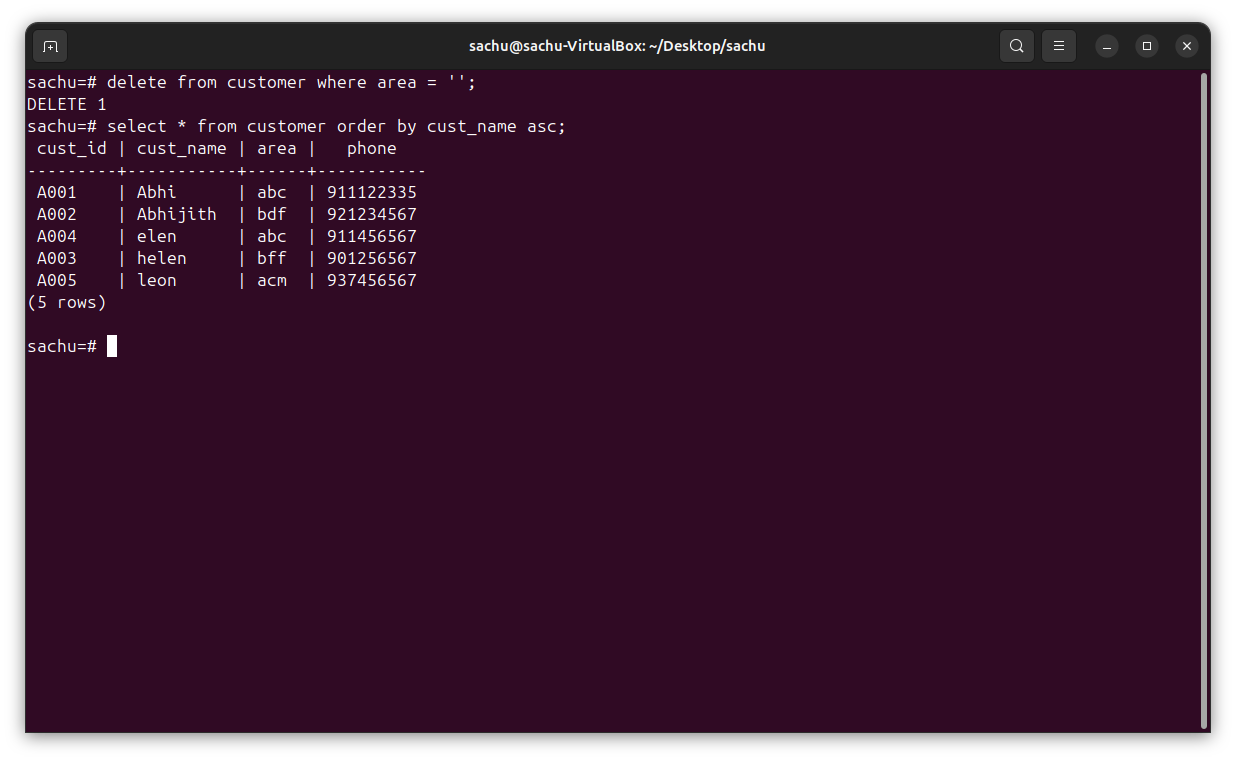 sachu@sachu-VirtualBox: ~/Desktop/sachu
sachu=# delete from customer where area = '';
DELETE 1
sachu=# select * from customer order by cust_name asc;
 cust_id | cust_name | area |   phone
---------+-----------+------+-----------
 A001    | Abhi      | abc  | 911122335
 A002    | Abhijith  | bdf  | 921234567
 A004    | elen      | abc  | 911456567
 A003    | helen     | bff  | 901256567
 A005    | leon      | acm  | 937456567
(5 rows)
sachu=#